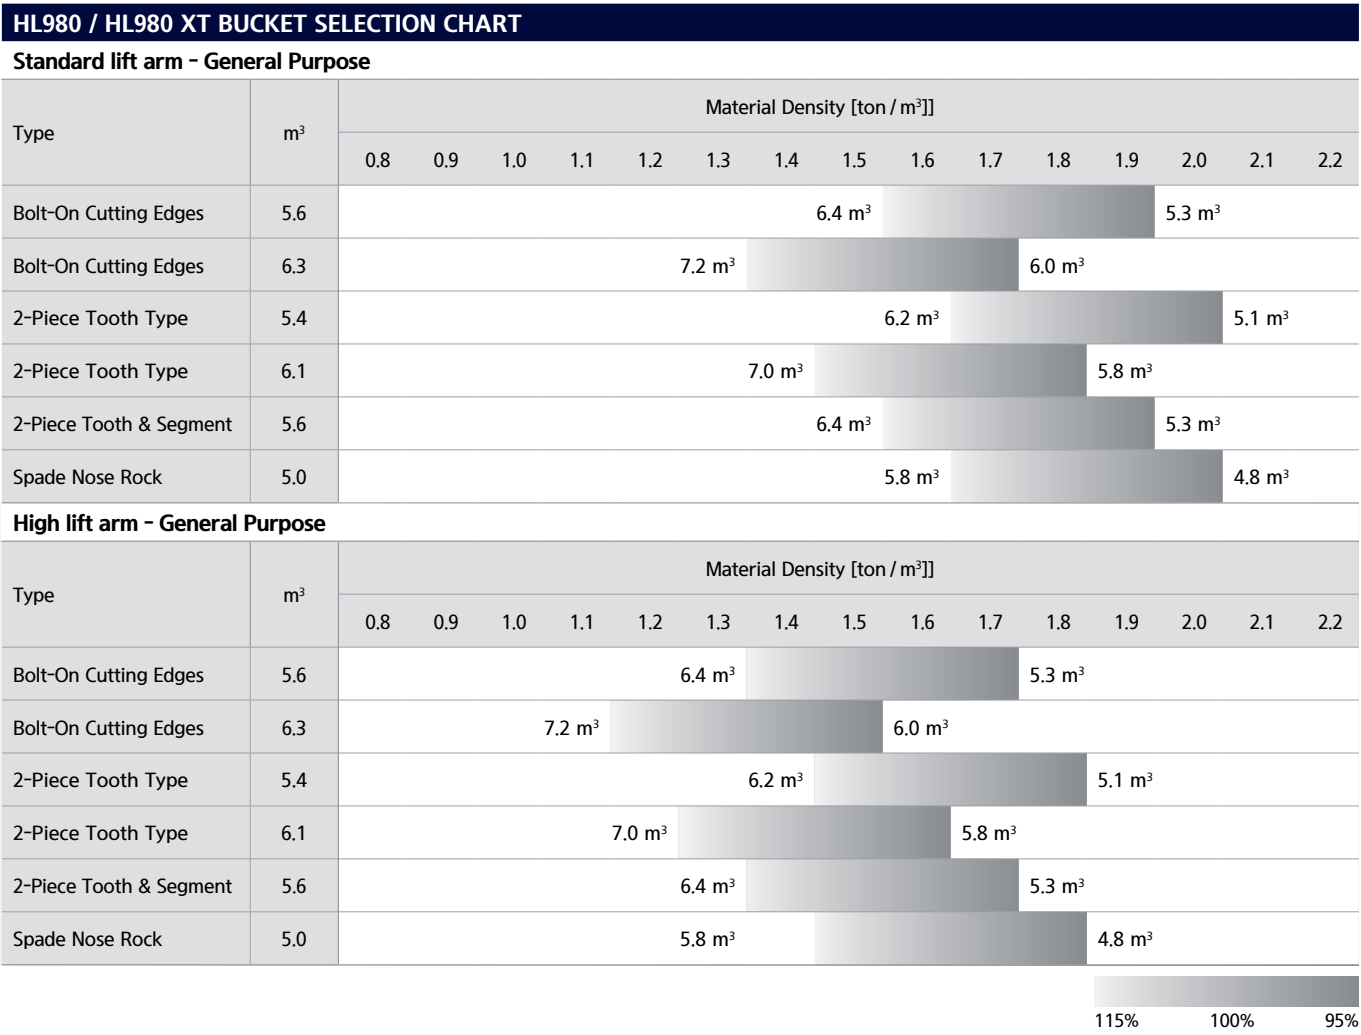 HL980 / HL980 XT BUCKET SELECTION CHART
Standard lift arm - General Purpose
Type m³ Material Density [ton / m³]]
0.8 0.9 1.0 1.1 1.2 1.3 1.4 1.5 1.6 1.7 1.8 1.9 2.0 2.1 2.2
Bolt-On Cutting Edges 5.6 6.4 m³ 5.3 m³
Bolt-On Cutting Edges 6.3 7.2 m³ 6.0 m³
2-Piece Tooth Type 5.4 6.2 m³ 5.1 m³
2-Piece Tooth Type 6.1 7.0 m³ 5.8 m³
2-Piece Tooth & Segment 5.6 6.4 m³ 5.3 m³
Spade Nose Rock 5.0 5.8 m³ 4.8 m³
High lift arm - General Purpose
Type m³ Material Density [ton / m³]]
0.8 0.9 1.0 1.1 1.2 1.3 1.4 1.5 1.6 1.7 1.8 1.9 2.0 2.1 2.2
Bolt-On Cutting Edges 5.6 6.4 m³ 5.3 m³
Bolt-On Cutting Edges 6.3 7.2 m³ 6.0 m³
2-Piece Tooth Type 5.4 6.2 m³ 5.1 m³
2-Piece Tooth Type 6.1 7.0 m³ 5.8 m³
2-Piece Tooth & Segment 5.6 6.4 m³ 5.3 m³
Spade Nose Rock 5.0 5.8 m³ 4.8 m³
115% 100% 95%